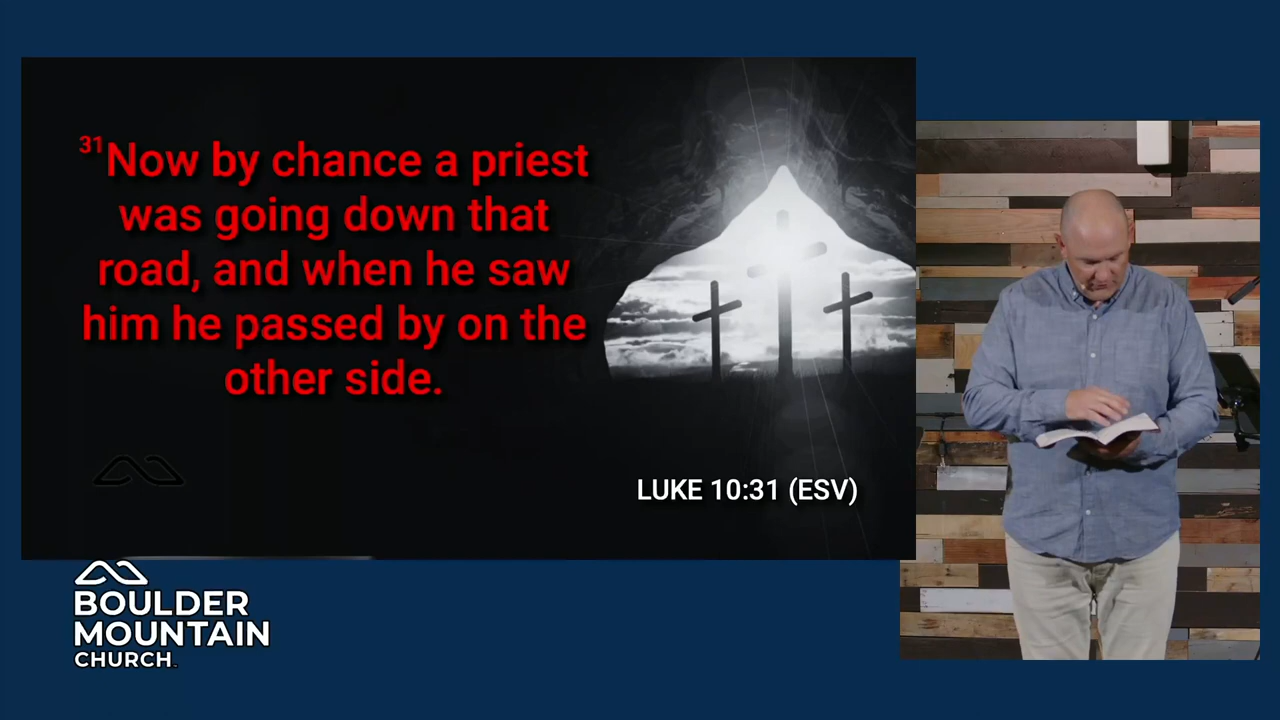 31Now by chance a priest
was going down that
road, and when he saw
him he passed by on the
other side.
LUKE 10:31 (ESV)
BOULDER
MOUNTAIN
CHURCH.